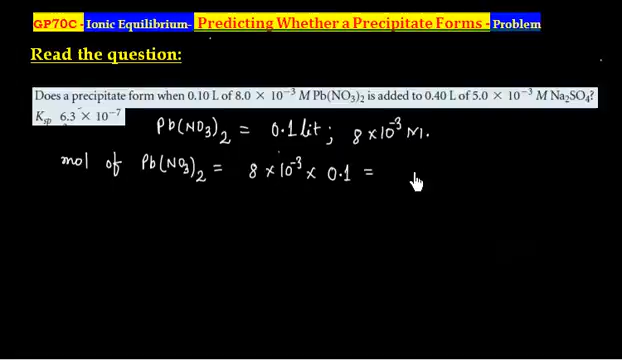 GP70C - Ionic Equilibrium- Predicting Whether a Precipitate Forms - Problem
Read the question:
Does a precipitate form when 0.10 L of 8.0 × 10⁻³ M Pb(NO₃)₂ is added to 0.40 L of 5.0 × 10⁻³ M Na₂SO₄?
Ksp 6.3 × 10⁻⁷
Pb(NO₃)₂ = 0.1 lit ; 8 × 10⁻³ M.
mol of Pb(NO₃)₂ = 8 × 10⁻³ × 0.1 =